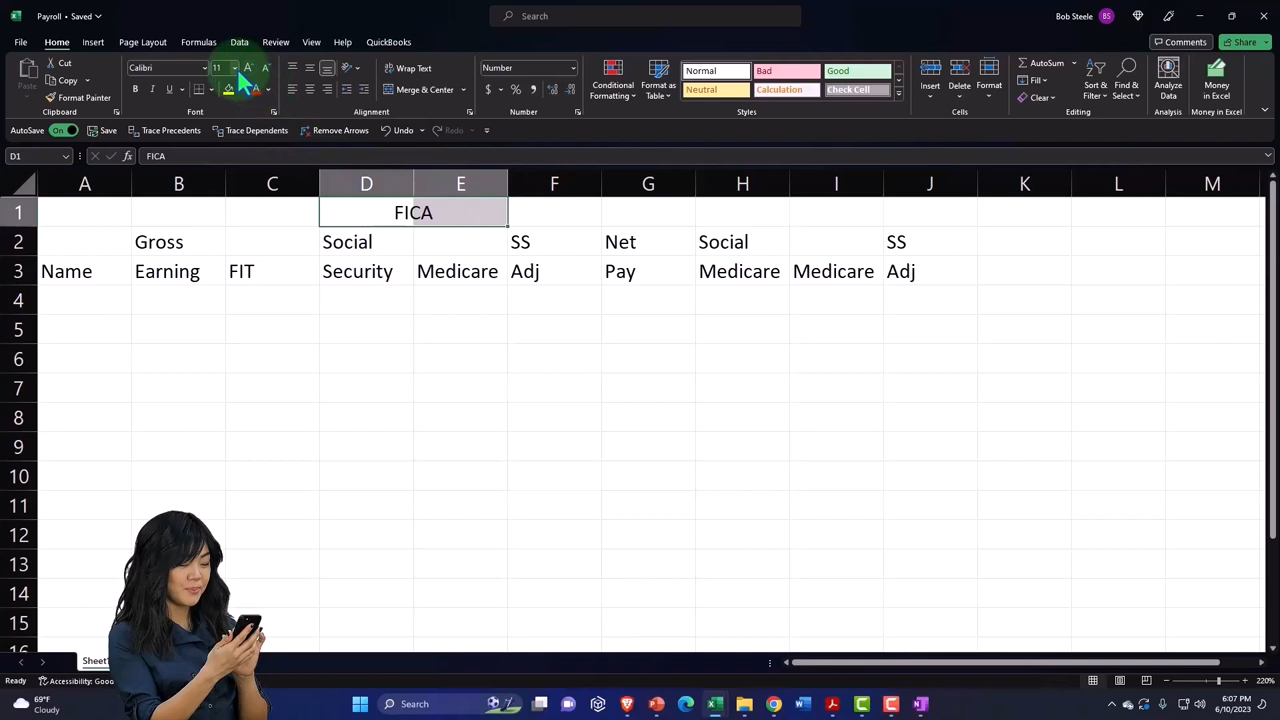 Payroll • Saved
Search
Bob Steele BS
File Home Insert Page Layout Formulas Data Review View Help QuickBooks
Comments Share
Cut
Copy
Format Painter
Clipboard
Calibri 11
B I U
Font
Wrap Text
Merge & Center
Alignment
Number
$ % ,
Number
Conditional Formatting
Format as Table
Normal Bad Good
Neutral Calculation Check Cell
Styles
Insert Delete Format
Cells
AutoSum
Fill
Clear
Sort & Filter
Find & Select
Editing
Analyze Data
Analysis
Money in Excel
Money in Excel
AutoSave On Save Trace Precedents Trace Dependents Remove Arrows Undo Redo
D1 fx FICA
A B C D E F G H I J K L M
1 FICA
2 Gross Social SS Net Social SS
3 Name Earning FIT Security Medicare Adj Pay Medicare Medicare Adj
4
5
6
7
8
9
10
11
12
13
14
15
16
Sheet1
Ready Accessibility: Goo
220%
69°F
Cloudy
Search
6:07 PM
6/10/2023